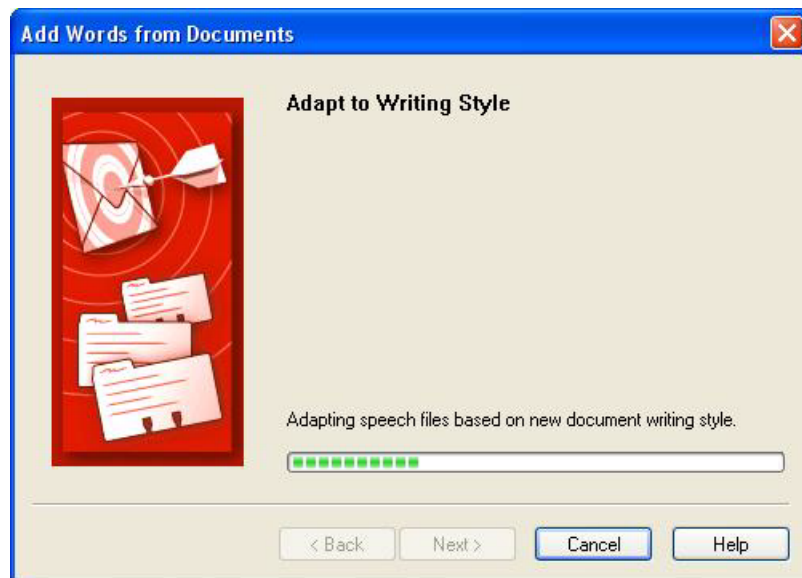 Add Words from Documents
Adapt to Writing Style
Adapting speech files based on new document writing style.
< Back
Next >
Cancel
Help